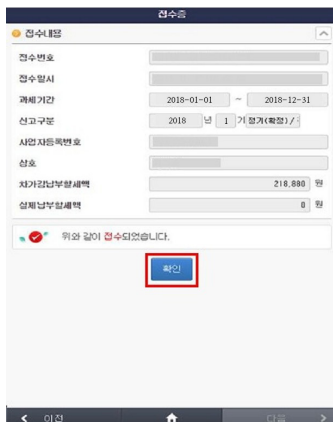 접수증
접수내용
접수번호
접수일시
과세기간 2018-01-01 ~ 2018-12-31
신고구분 2018 년 1 기 정기(확정) /
사업자등록번호
상호
차가감납부할세액 218,880 원
실제납부할세액 0 원
위와 같이 접수되었습니다.
확인
이전 다음